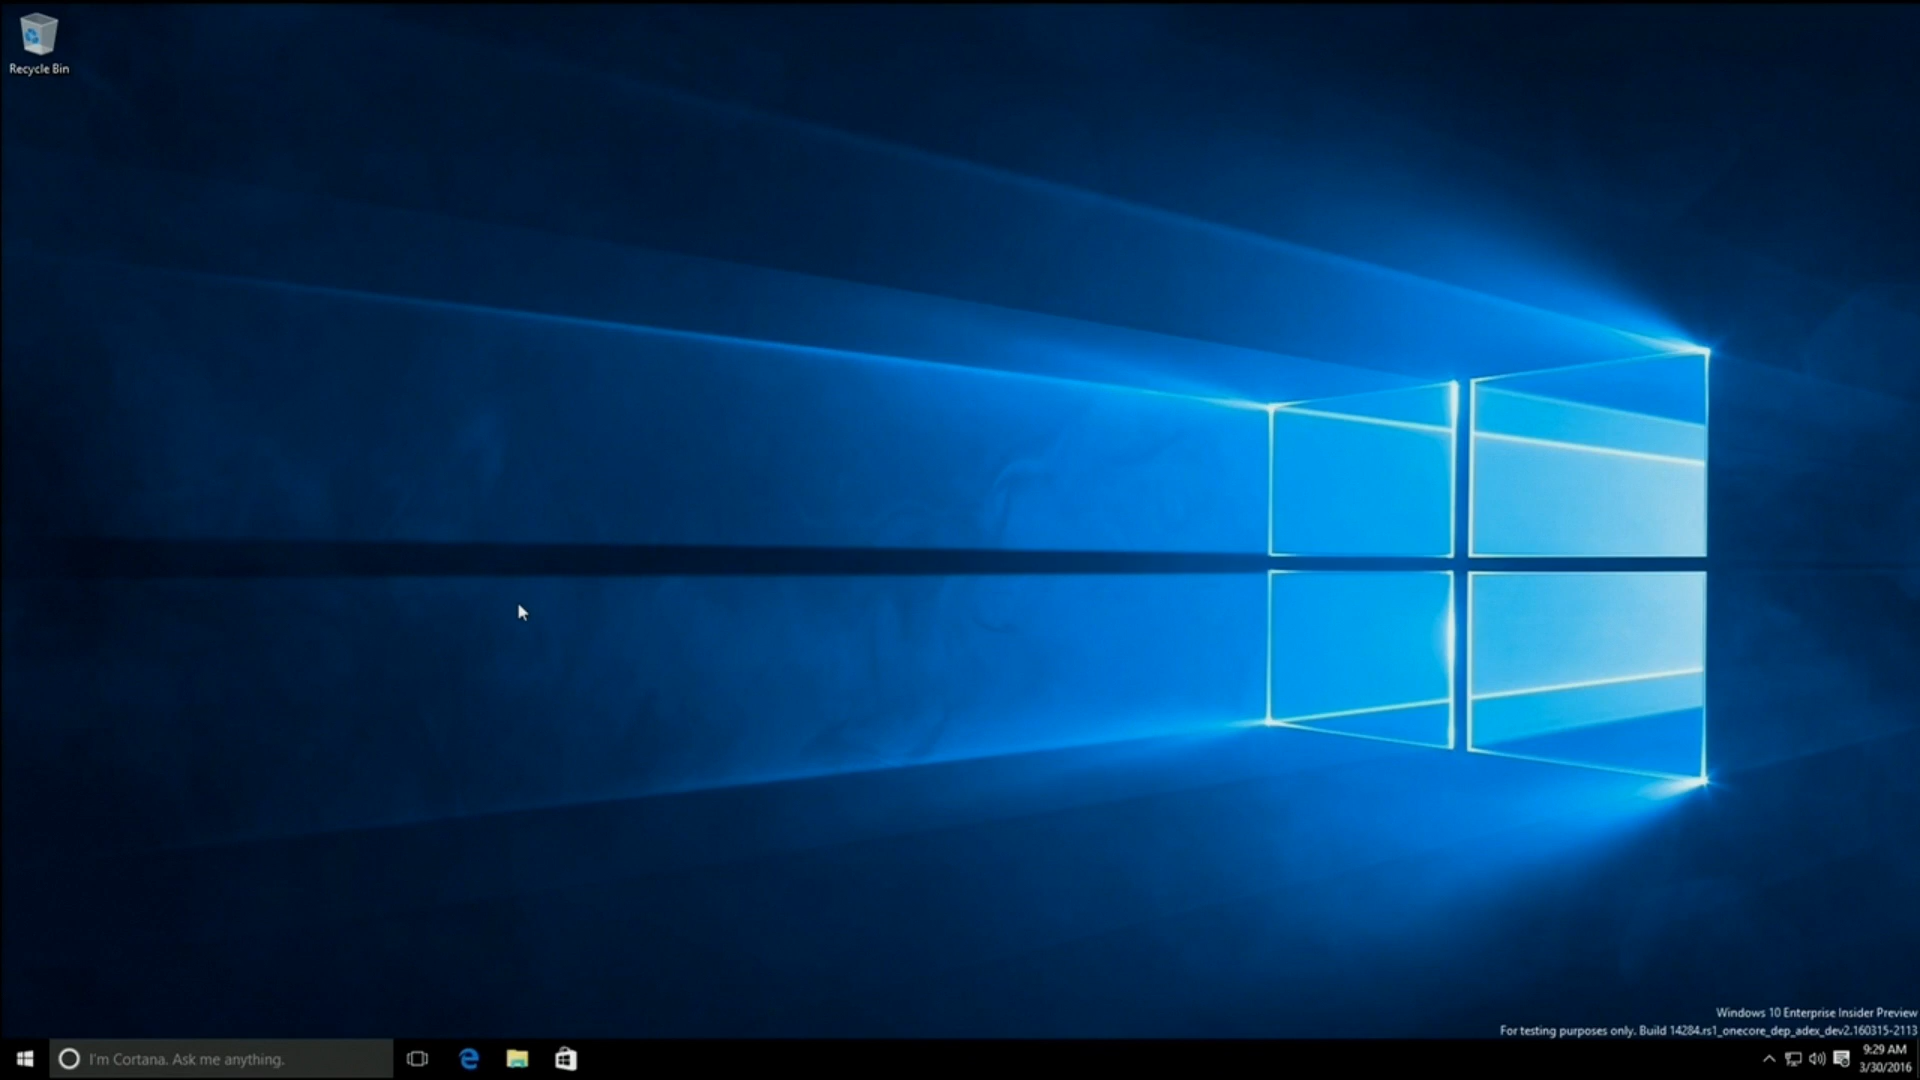 Recycle Bin
Windows 10 Enterprise Insider Preview
For testing purposes only. Build 14284.rs1_onecore_dep_adex_dev2.160315-2113
I'm Cortana. Ask me anything.
9:29 AM
3/30/2016